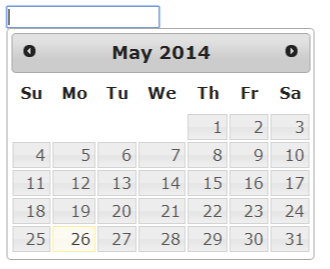 May 2014
Su Mo Tu We Th Fr Sa
1 2 3
4 5 6 7 8 9 10
11 12 13 14 15 16 17
18 19 20 21 22 23 24
25 26 27 28 29 30 31